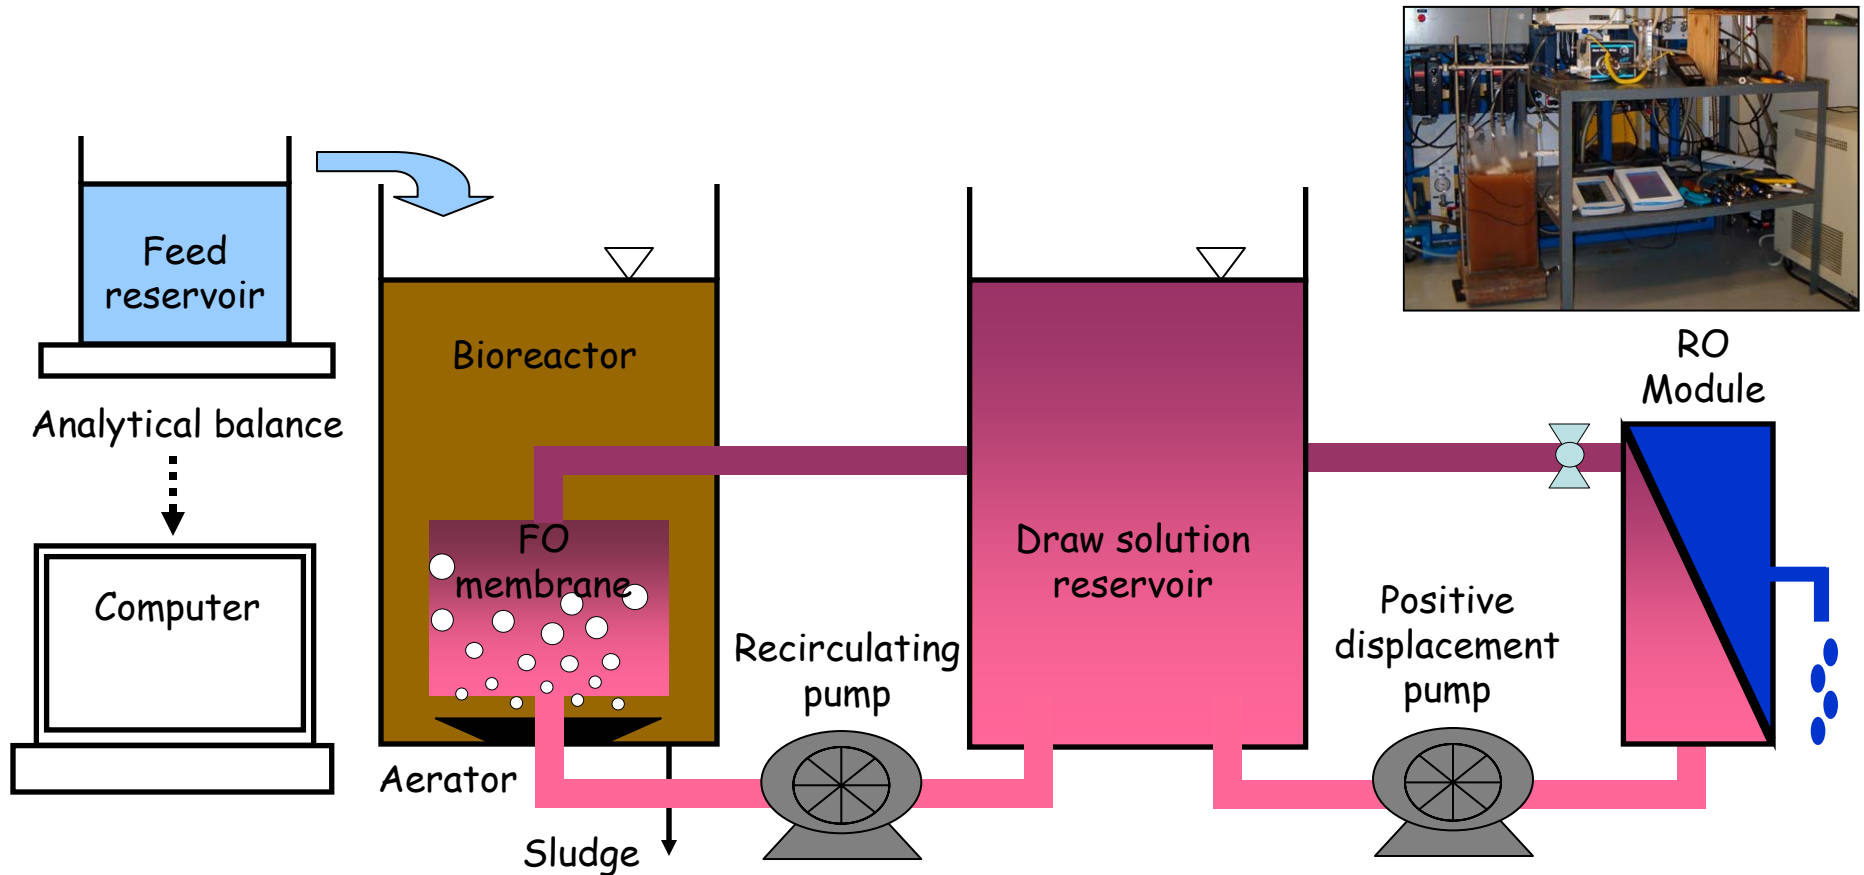 Feed
reservoir
Analytical balance
Computer
Bioreactor
FO
membrane
Aerator
Sludge
Recirculating
pump
Draw solution
reservoir
Positive
displacement
pump
RO
Module